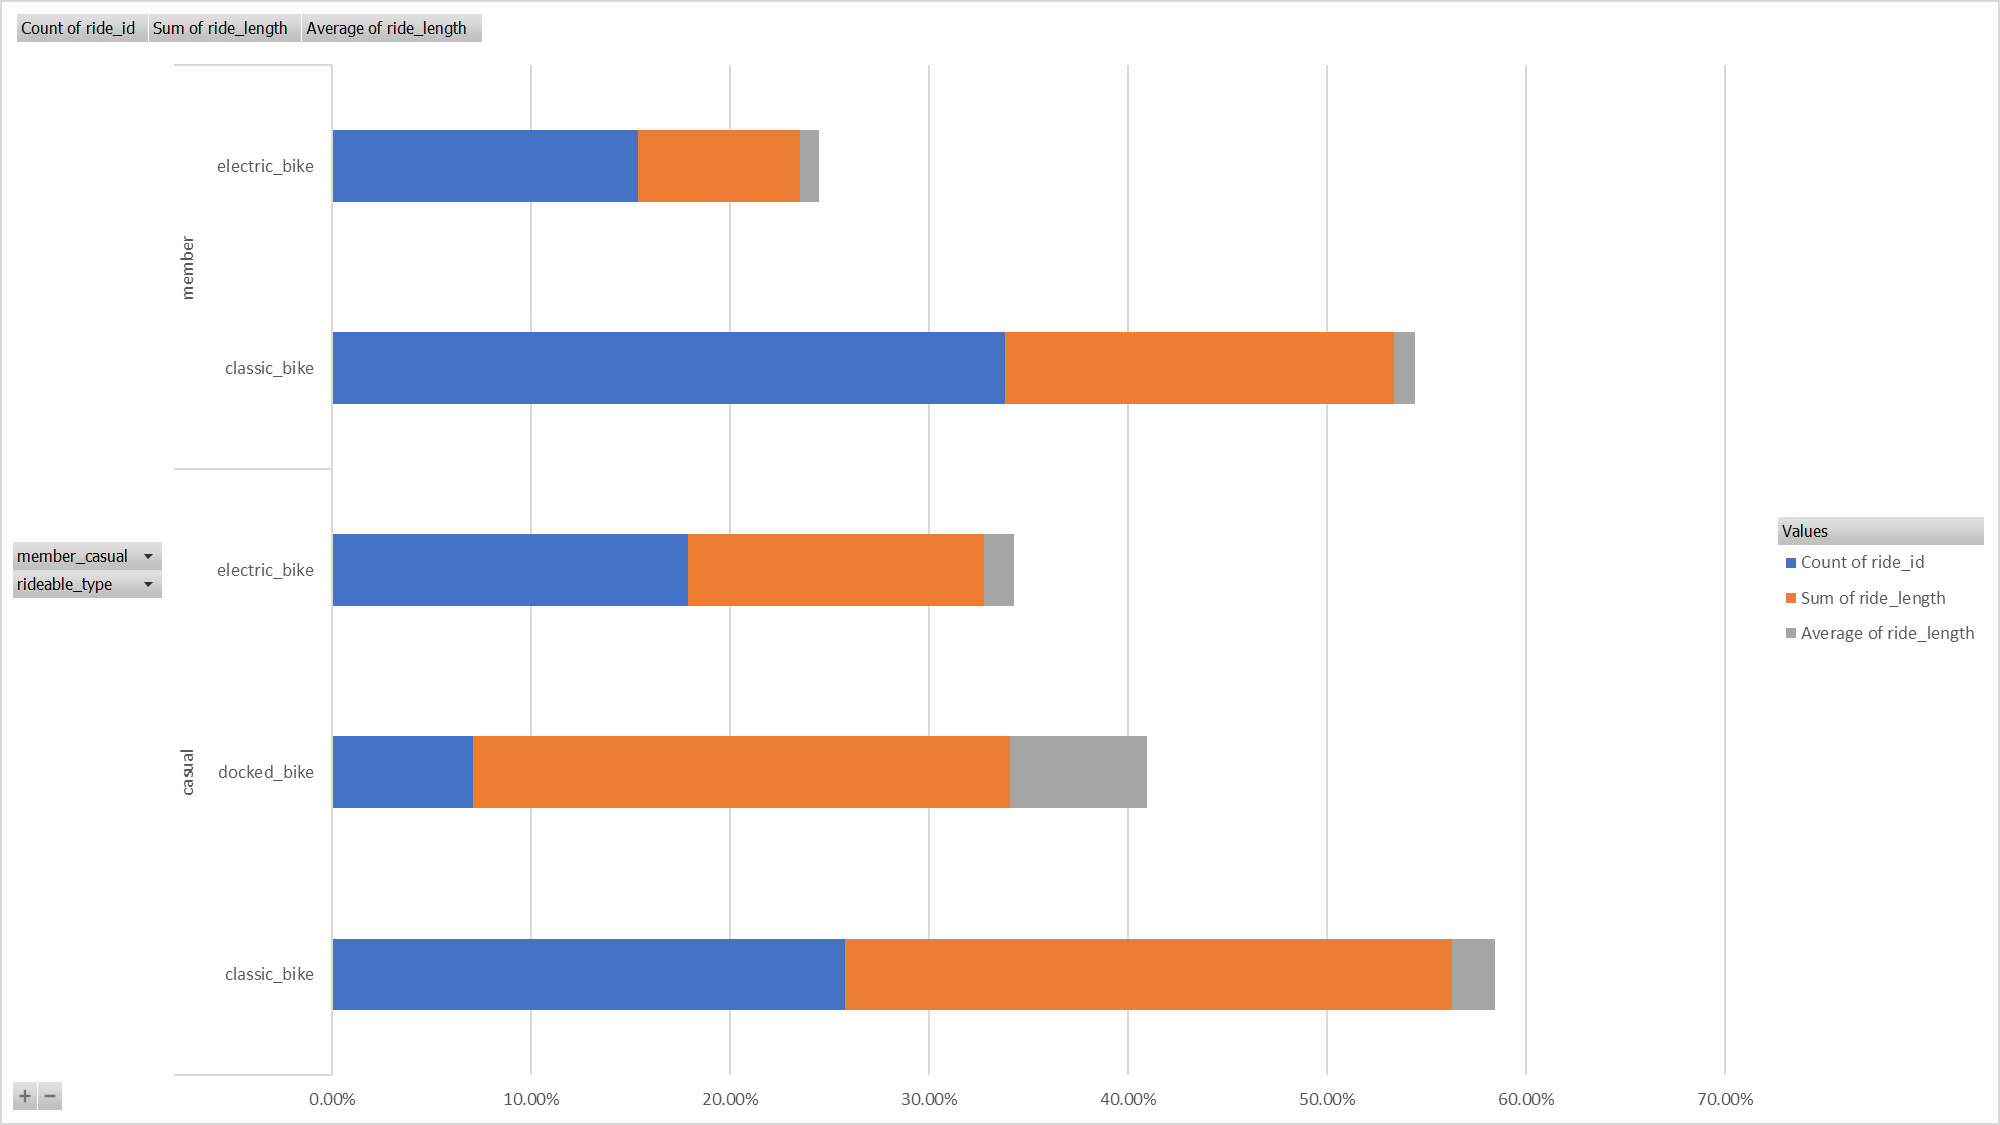 Count of ride_id Sum of ride_length Average of ride_length
member
electric_bike
classic_bike
casual
electric_bike
docked_bike
classic_bike
member_casual
rideable_type
Values
Count of ride_id
Sum of ride_length
Average of ride_length
+ −
0.00% 10.00% 20.00% 30.00% 40.00% 50.00% 60.00% 70.00%